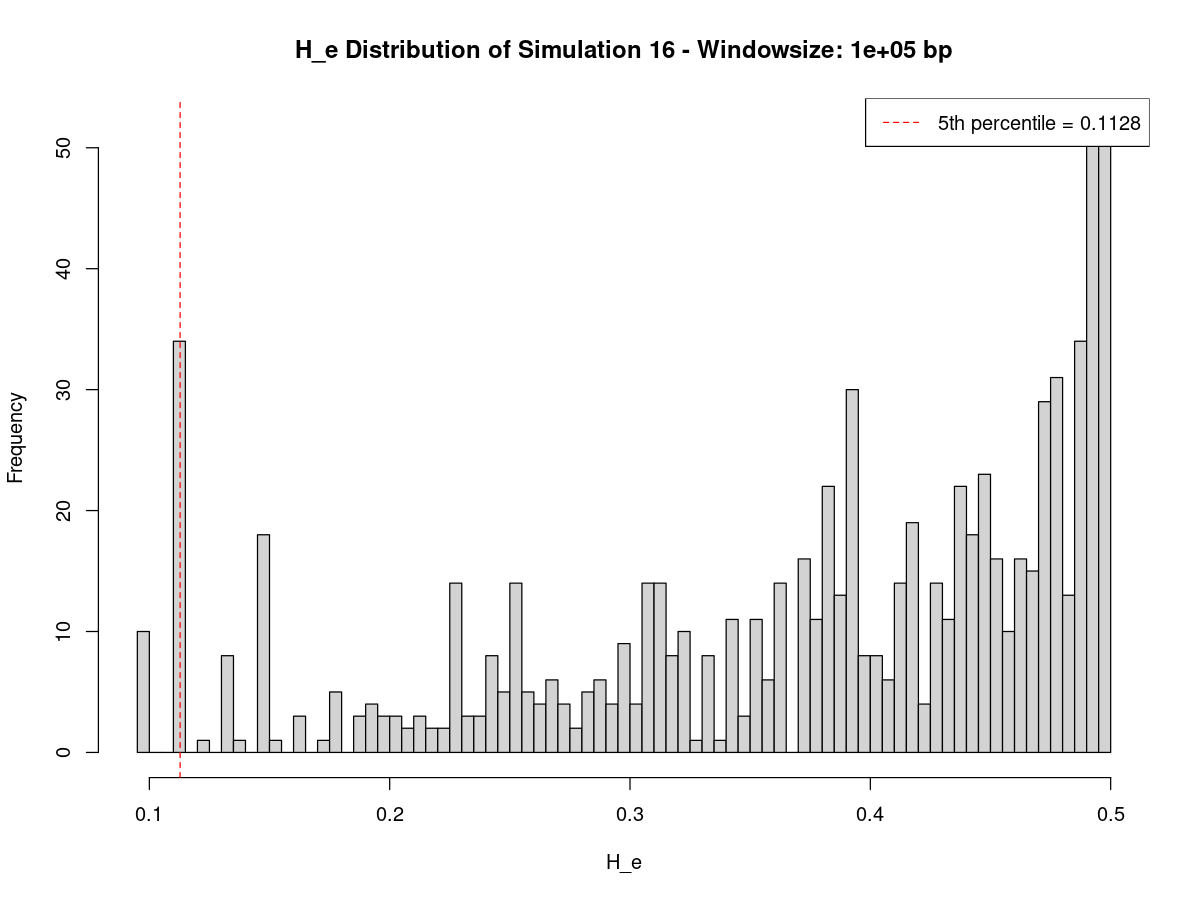 H_e Distribution of Simulation 16 - Windowsize: 1e+05 bp
5th percentile = 0.1128
Frequency
50
40
30
20
10
0
0.1 0.2 0.3 0.4 0.5
H_e